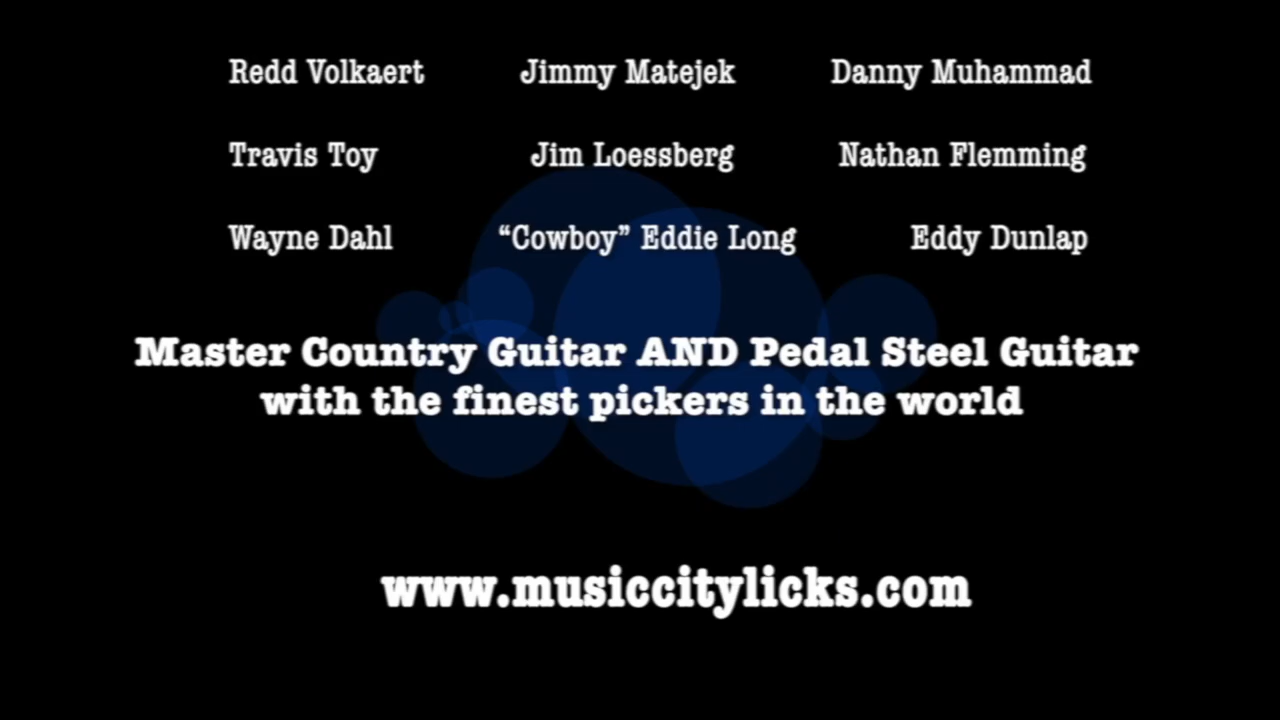 Redd Volkaert Jimmy Matejek Danny Muhammad
Travis Toy Jim Loessberg Nathan Flemming
Wayne Dahl “Cowboy” Eddie Long Eddy Dunlap
Master Country Guitar AND Pedal Steel Guitar
with the finest pickers in the world
www.musiccitylicks.com